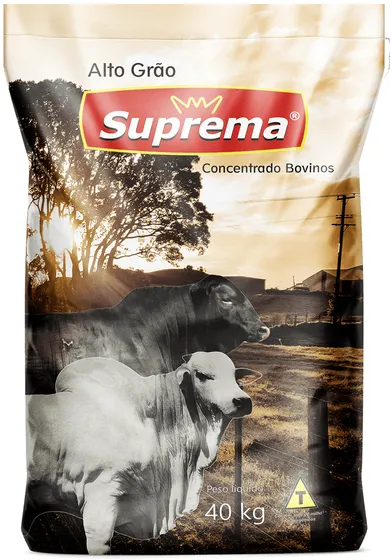 Alto Grão
Suprema®
Concentrado Bovinos
Peso líquido
40 kg
T